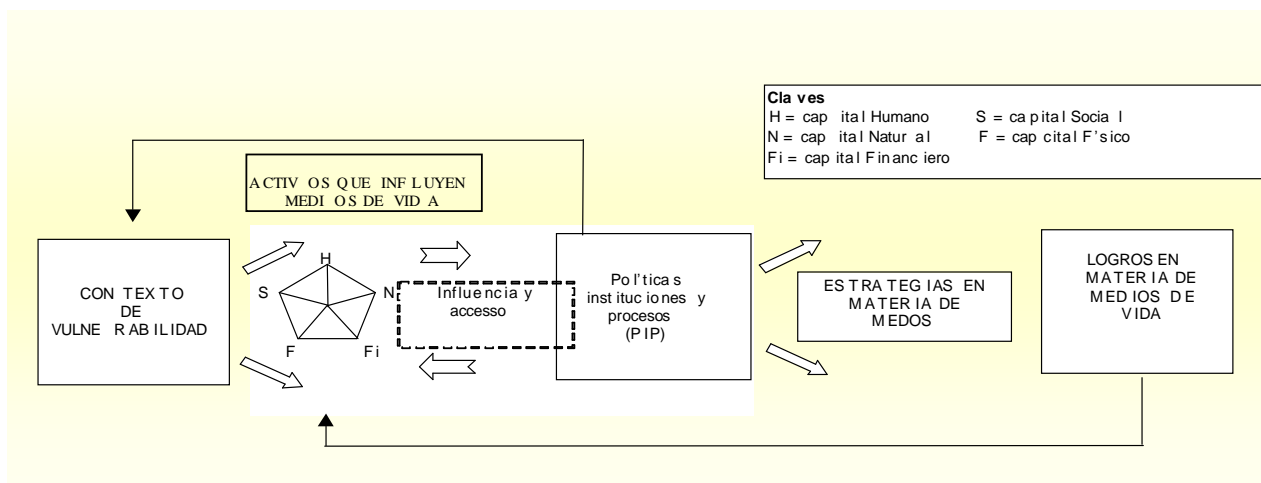 Claves
H = capital Humano S = capital Social
N = capital Natural F = capcital F'sico
Fi = capital Financiero
ACTIVOS QUE INFLUYEN
MEDIOS DE VIDA
CONTEXTO
DE
VULNERABILIDAD
H
S
N
F
Fi
Influencia y
accesso
Pol'ticas
instituciones y
procesos
(PIP)
ESTRATEGIAS EN
MATERIA DE
MEDOS
LOGROS EN
MATERIA DE
MEDIOS DE
VIDA